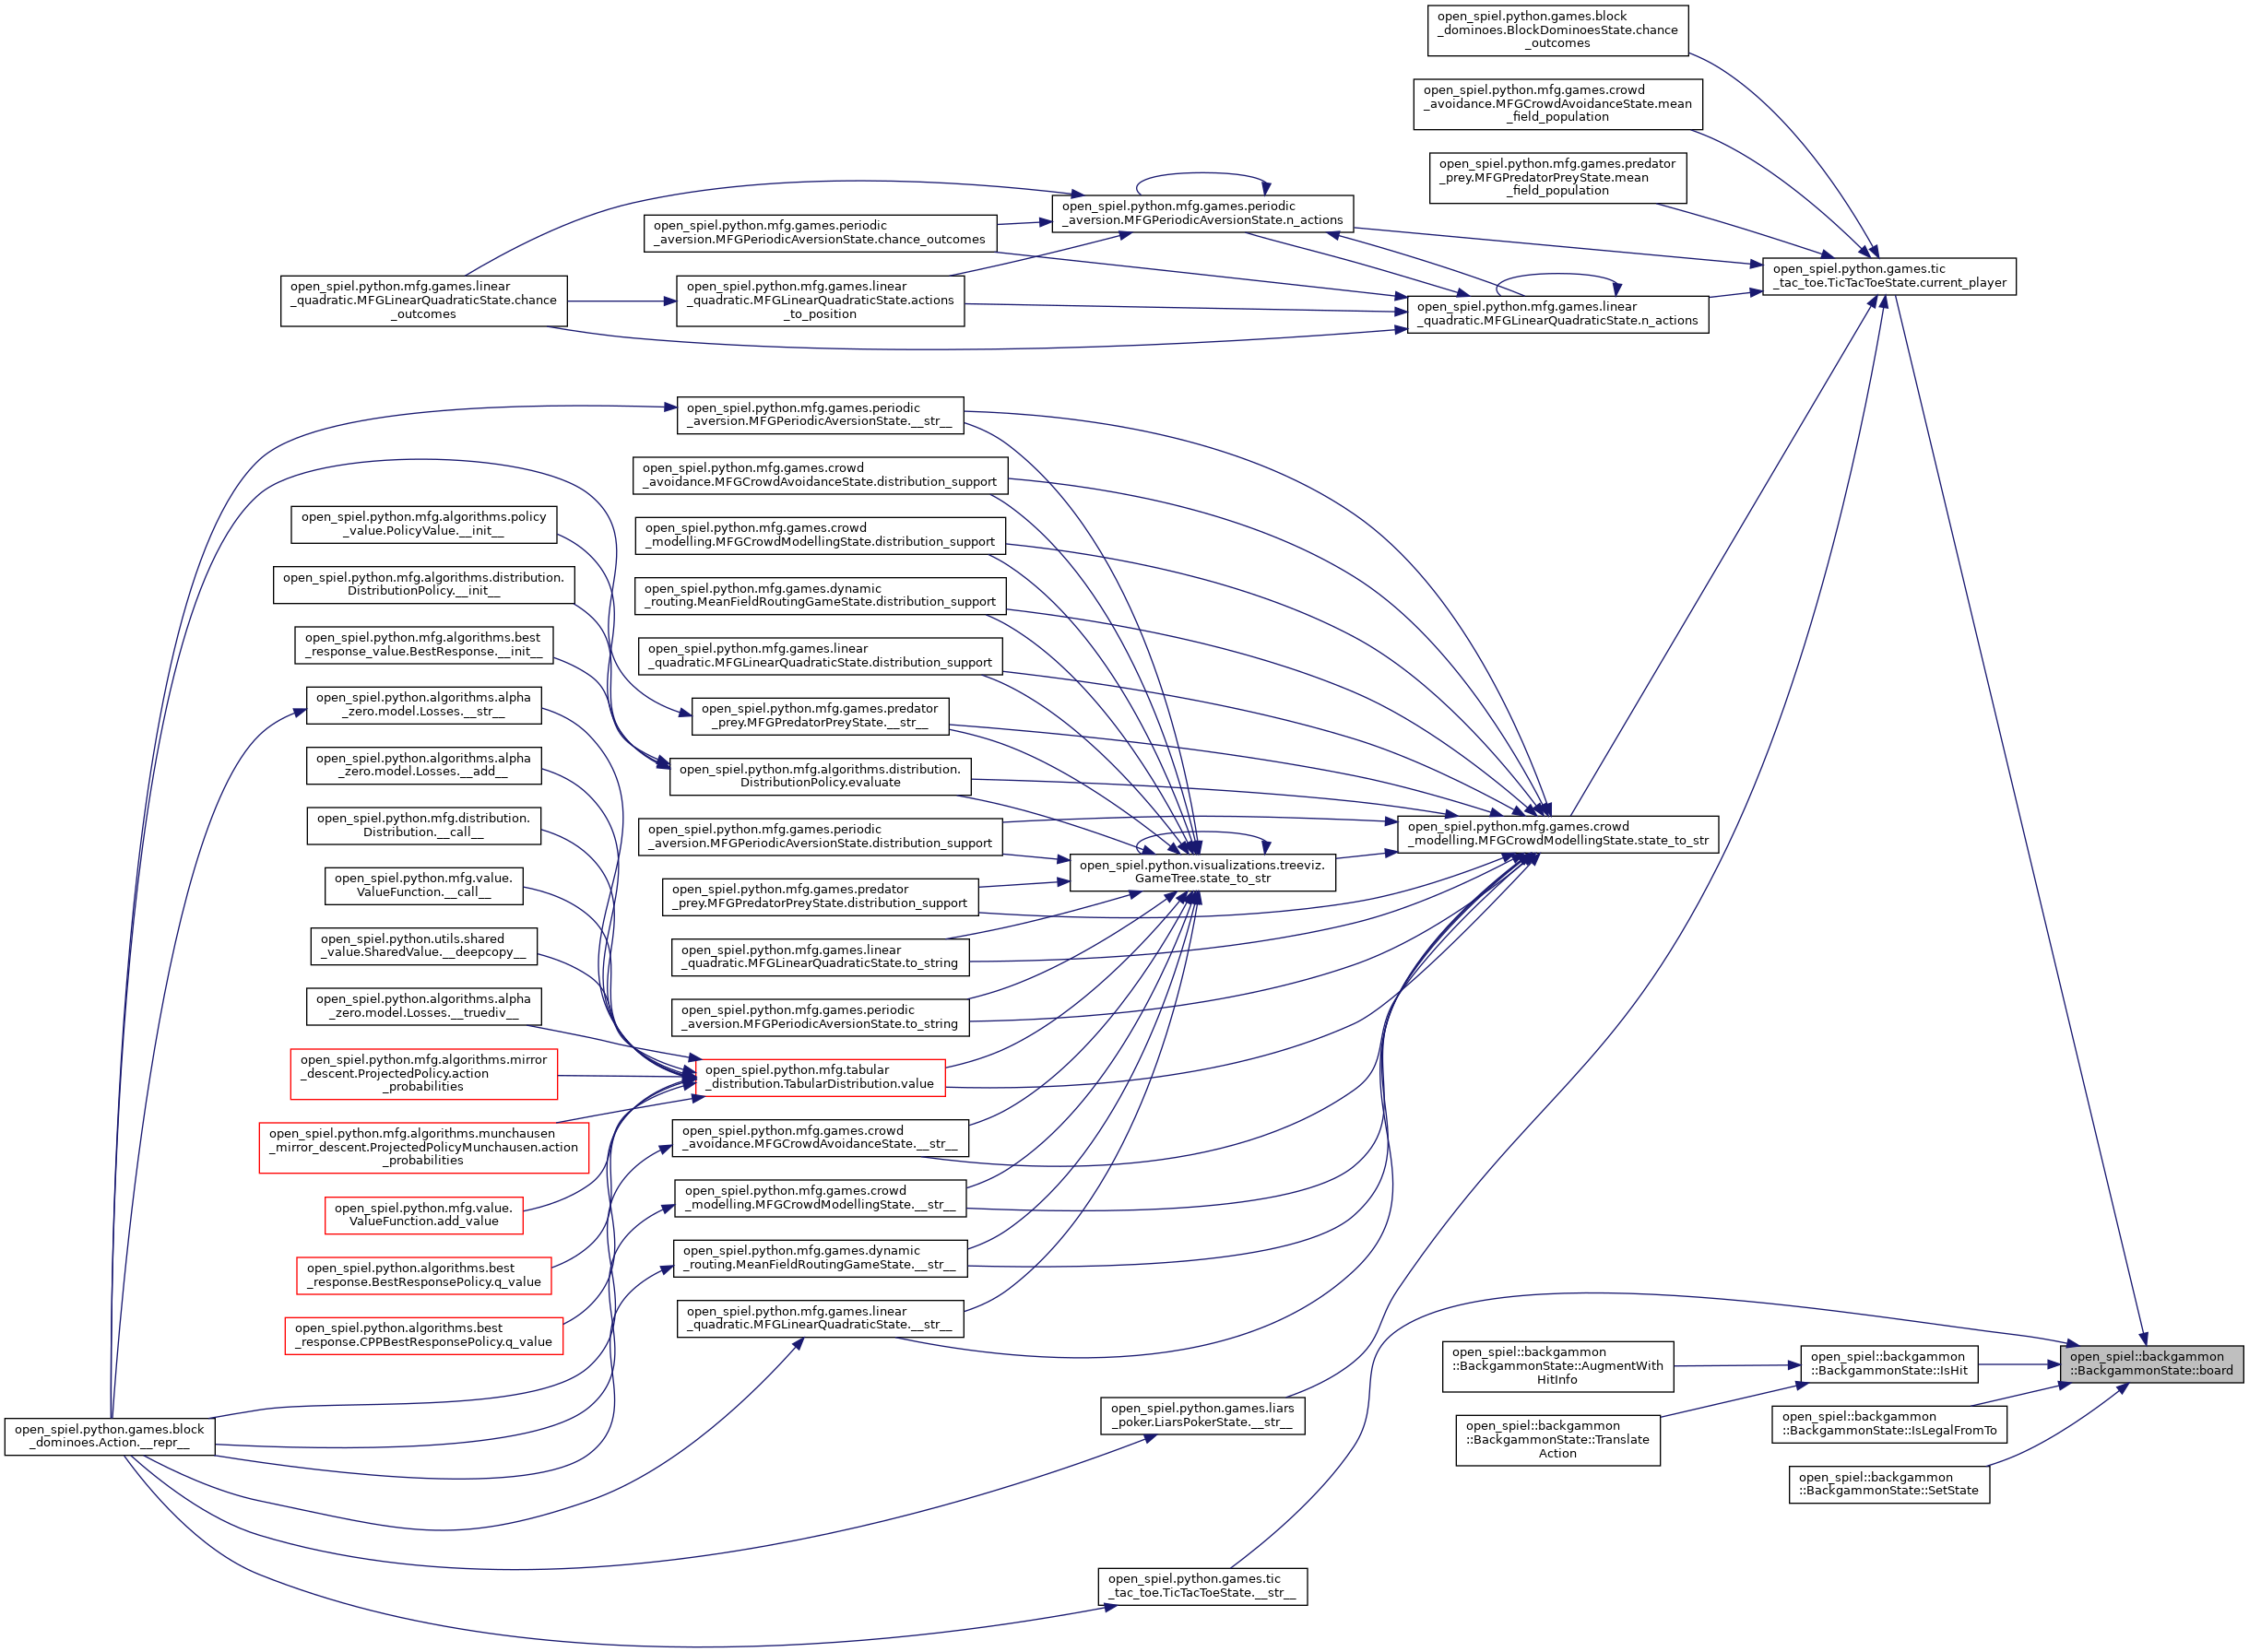 open_spiel.python.games.block
_dominoes.BlockDominoesState.chance
_outcomes
open_spiel.python.mfg.games.crowd
_avoidance.MFGCrowdAvoidanceState.mean
_field_population
open_spiel.python.mfg.games.predator
_prey.MFGPredatorPreyState.mean
_field_population
open_spiel.python.mfg.games.periodic
_aversion.MFGPeriodicAversionState.n_actions
open_spiel.python.mfg.games.periodic
_aversion.MFGPeriodicAversionState.chance_outcomes
open_spiel.python.games.tic
_tac_toe.TicTacToeState.current_player
open_spiel.python.mfg.games.linear
_quadratic.MFGLinearQuadraticState.chance
_outcomes
open_spiel.python.mfg.games.linear
_quadratic.MFGLinearQuadraticState.actions
_to_position
open_spiel.python.mfg.games.linear
_quadratic.MFGLinearQuadraticState.n_actions
open_spiel.python.mfg.games.periodic
_aversion.MFGPeriodicAversionState.__str__
open_spiel.python.mfg.games.crowd
_avoidance.MFGCrowdAvoidanceState.distribution_support
open_spiel.python.mfg.algorithms.policy
_value.PolicyValue.__init__
open_spiel.python.mfg.games.crowd
_modelling.MFGCrowdModellingState.distribution_support
open_spiel.python.mfg.algorithms.distribution.
DistributionPolicy.__init__
open_spiel.python.mfg.games.dynamic
_routing.MeanFieldRoutingGameState.distribution_support
open_spiel.python.mfg.algorithms.best
_response_value.BestResponse.__init__
open_spiel.python.mfg.games.linear
_quadratic.MFGLinearQuadraticState.distribution_support
open_spiel.python.algorithms.alpha
_zero.model.Losses.__str__
open_spiel.python.mfg.games.predator
_prey.MFGPredatorPreyState.__str__
open_spiel.python.algorithms.alpha
_zero.model.Losses.__add__
open_spiel.python.mfg.algorithms.distribution.
DistributionPolicy.evaluate
open_spiel.python.mfg.distribution.
Distribution.__call__
open_spiel.python.mfg.games.periodic
_aversion.MFGPeriodicAversionState.distribution_support
open_spiel.python.mfg.games.crowd
_modelling.MFGCrowdModellingState.state_to_str
open_spiel.python.visualizations.treeviz.
GameTree.state_to_str
open_spiel.python.mfg.value.
ValueFunction.__call__
open_spiel.python.mfg.games.predator
_prey.MFGPredatorPreyState.distribution_support
open_spiel.python.utils.shared
_value.SharedValue.__deepcopy__
open_spiel.python.mfg.games.linear
_quadratic.MFGLinearQuadraticState.to_string
open_spiel.python.algorithms.alpha
_zero.model.Losses.__truediv__
open_spiel.python.mfg.games.periodic
_aversion.MFGPeriodicAversionState.to_string
open_spiel.python.mfg.algorithms.mirror
_descent.ProjectedPolicy.action
_probabilities
open_spiel.python.mfg.tabular
_distribution.TabularDistribution.value
open_spiel.python.mfg.algorithms.munchausen
_mirror_descent.ProjectedPolicyMunchausen.action
_probabilities
open_spiel.python.mfg.games.crowd
_avoidance.MFGCrowdAvoidanceState.__str__
open_spiel.python.mfg.value.
ValueFunction.add_value
open_spiel.python.mfg.games.crowd
_modelling.MFGCrowdModellingState.__str__
open_spiel.python.algorithms.best
_response.BestResponsePolicy.q_value
open_spiel.python.mfg.games.dynamic
_routing.MeanFieldRoutingGameState.__str__
open_spiel.python.algorithms.best
_response.CPPBestResponsePolicy.q_value
open_spiel.python.mfg.games.linear
_quadratic.MFGLinearQuadraticState.__str__
open_spiel::backgammon
::BackgammonState::AugmentWith
HitInfo
open_spiel::backgammon
::BackgammonState::IsHit
open_spiel::backgammon
::BackgammonState::board
open_spiel.python.games.block
_dominoes.Action.__repr__
open_spiel.python.games.liars
_poker.LiarsPokerState.__str__
open_spiel::backgammon
::BackgammonState::Translate
Action
open_spiel::backgammon
::BackgammonState::IsLegalFromTo
open_spiel::backgammon
::BackgammonState::SetState
open_spiel.python.games.tic
_tac_toe.TicTacToeState.__str__